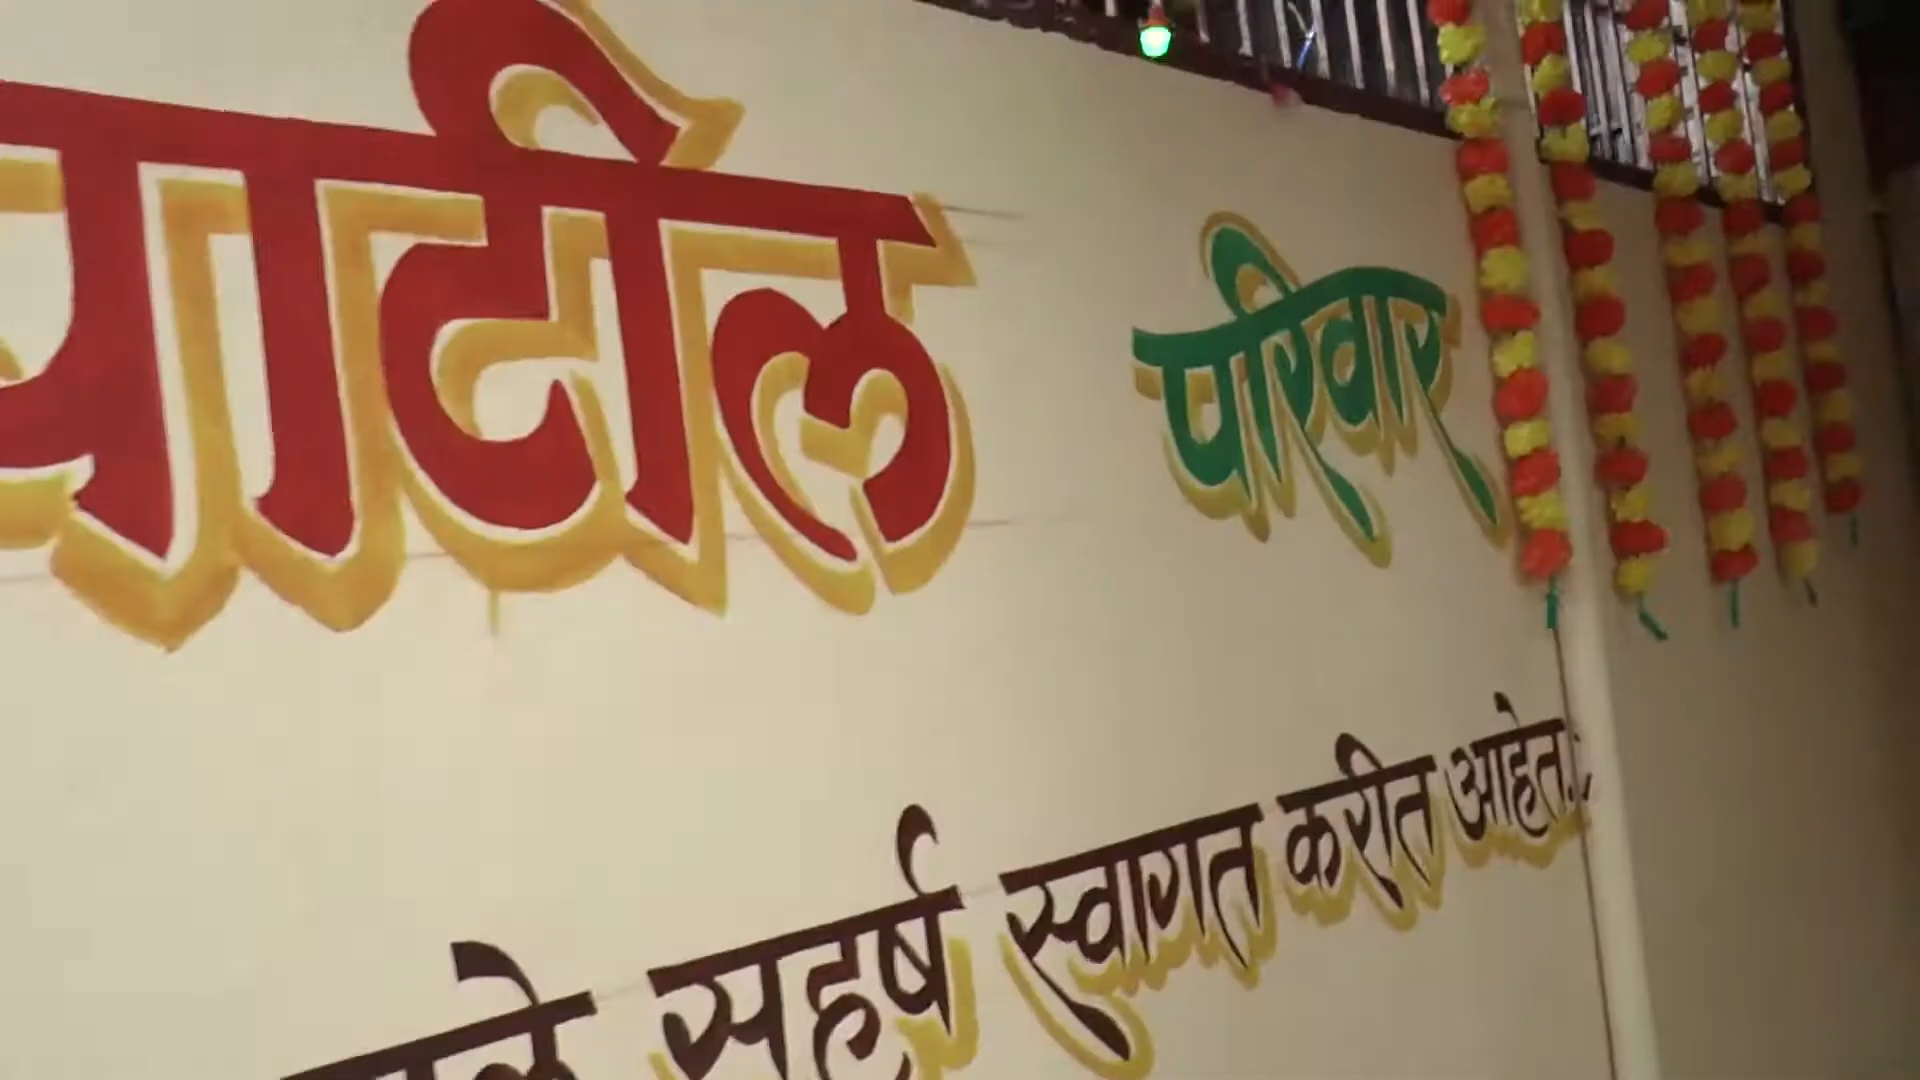 पाटील परिवार
सहर्ष स्वागत करीत आहेत.